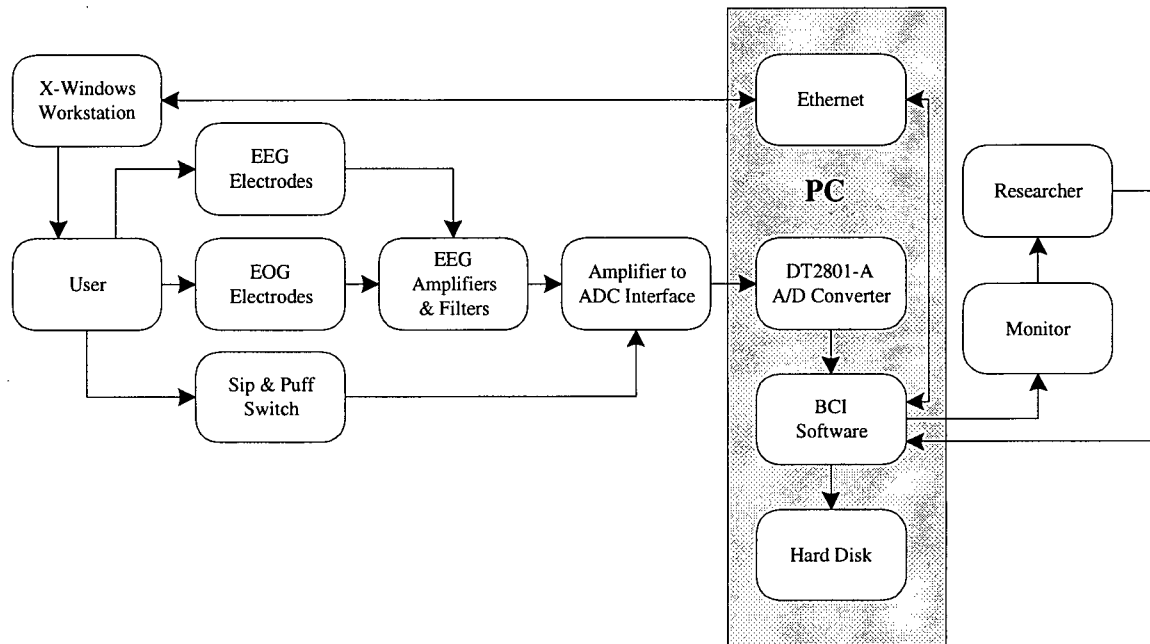 X-Windows
Workstation
Ethernet
EEG
Electrodes
PC
Researcher
User
EOG
Electrodes
EEG
Amplifiers
& Filters
Amplifier to
ADC Interface
DT2801-A
A/D Converter
Monitor
Sip & Puff
Switch
BCI
Software
Hard Disk